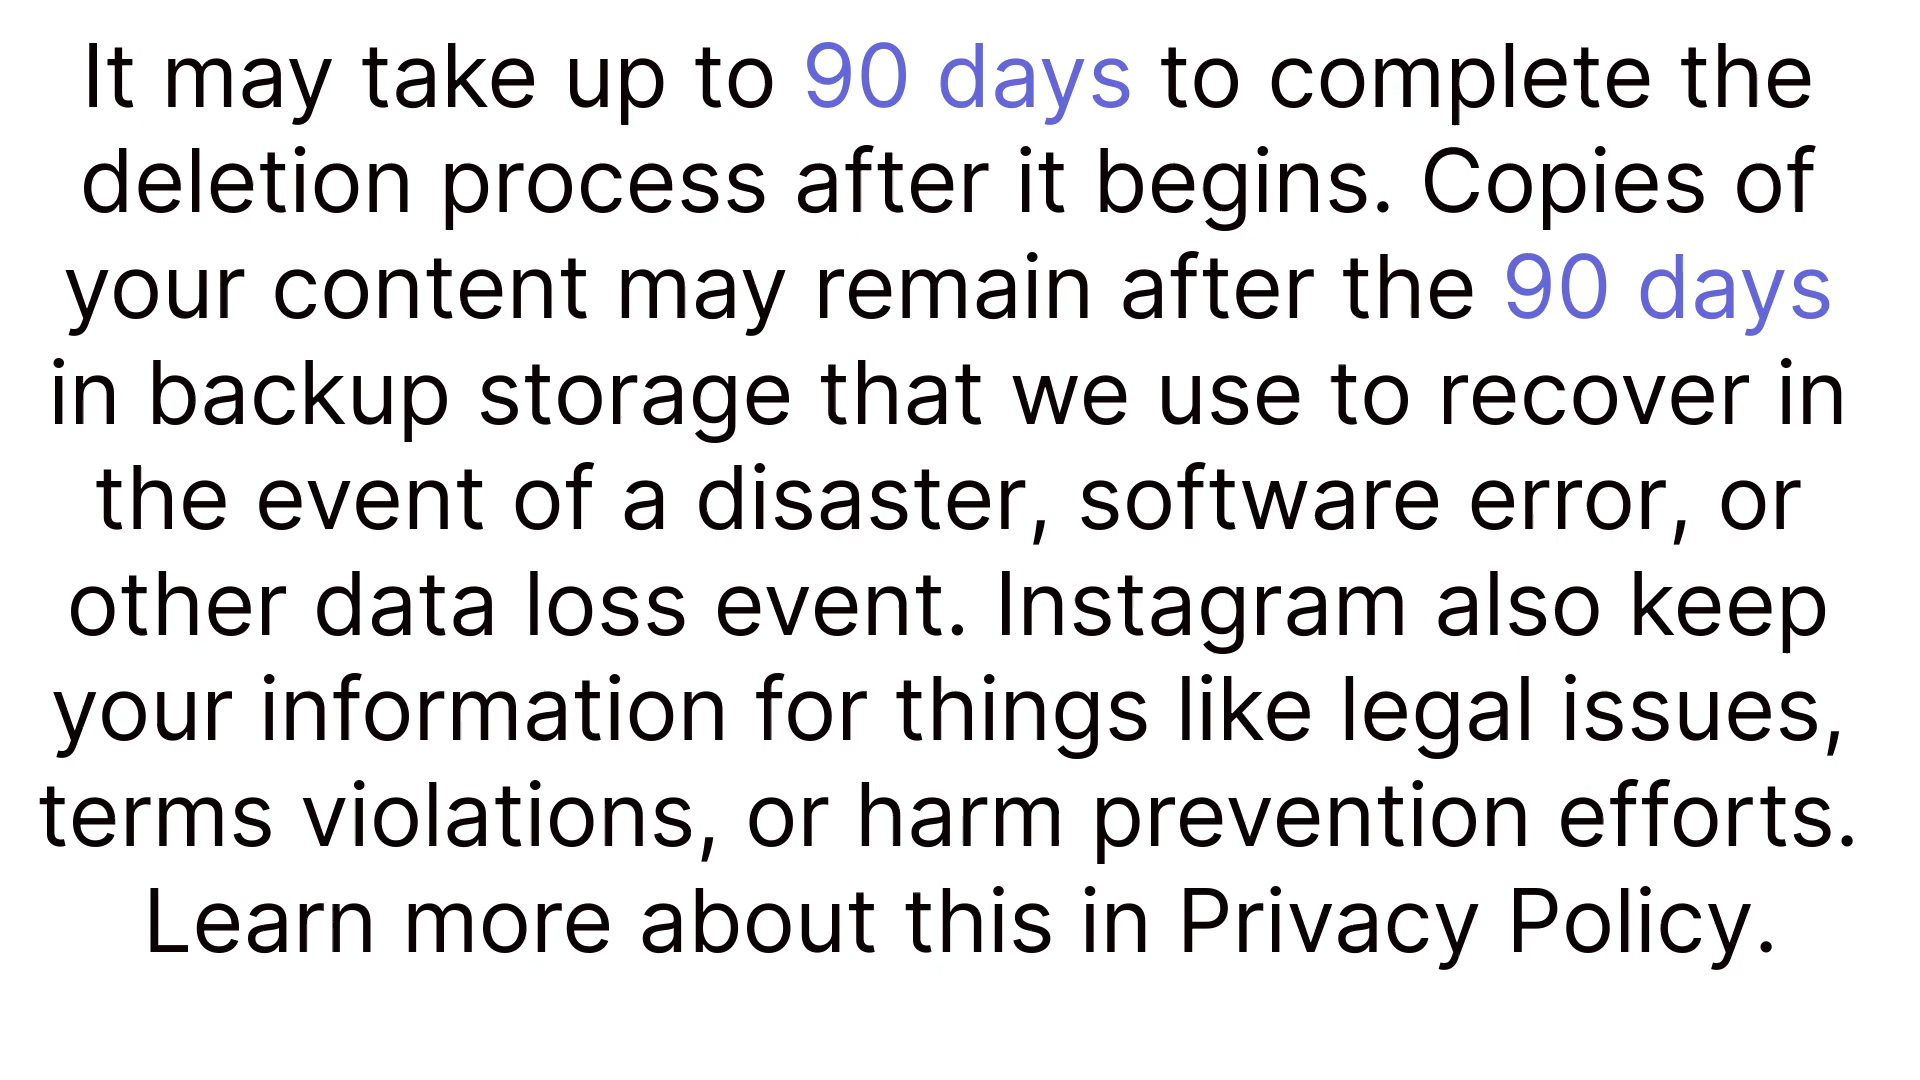 It may take up to 90 days to complete the
deletion process after it begins. Copies of
your content may remain after the 90 days
in backup storage that we use to recover in
the event of a disaster, software error, or
other data loss event. Instagram also keep
your information for things like legal issues,
terms violations, or harm prevention efforts.
Learn more about this in Privacy Policy.